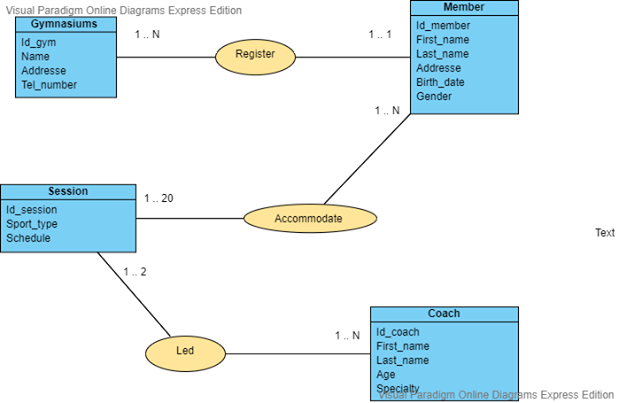 Visual Paradigm Online Diagrams Express Edition
Gymnasiums
Id_gym
Name
Addresse
Tel_number
1 .. N
Register
1 .. 1
Member
Id_member
First_name
Last_name
Addresse
Birth_date
Gender
1 .. N
Session
Id_session
Sport_type
Schedule
1 .. 20
Accommodate
Text
1 .. 2
Led
1 .. N
Coach
Id_coach
First_name
Last_name
Age
Specialty
Visual Paradigm Online Diagrams Express Edition